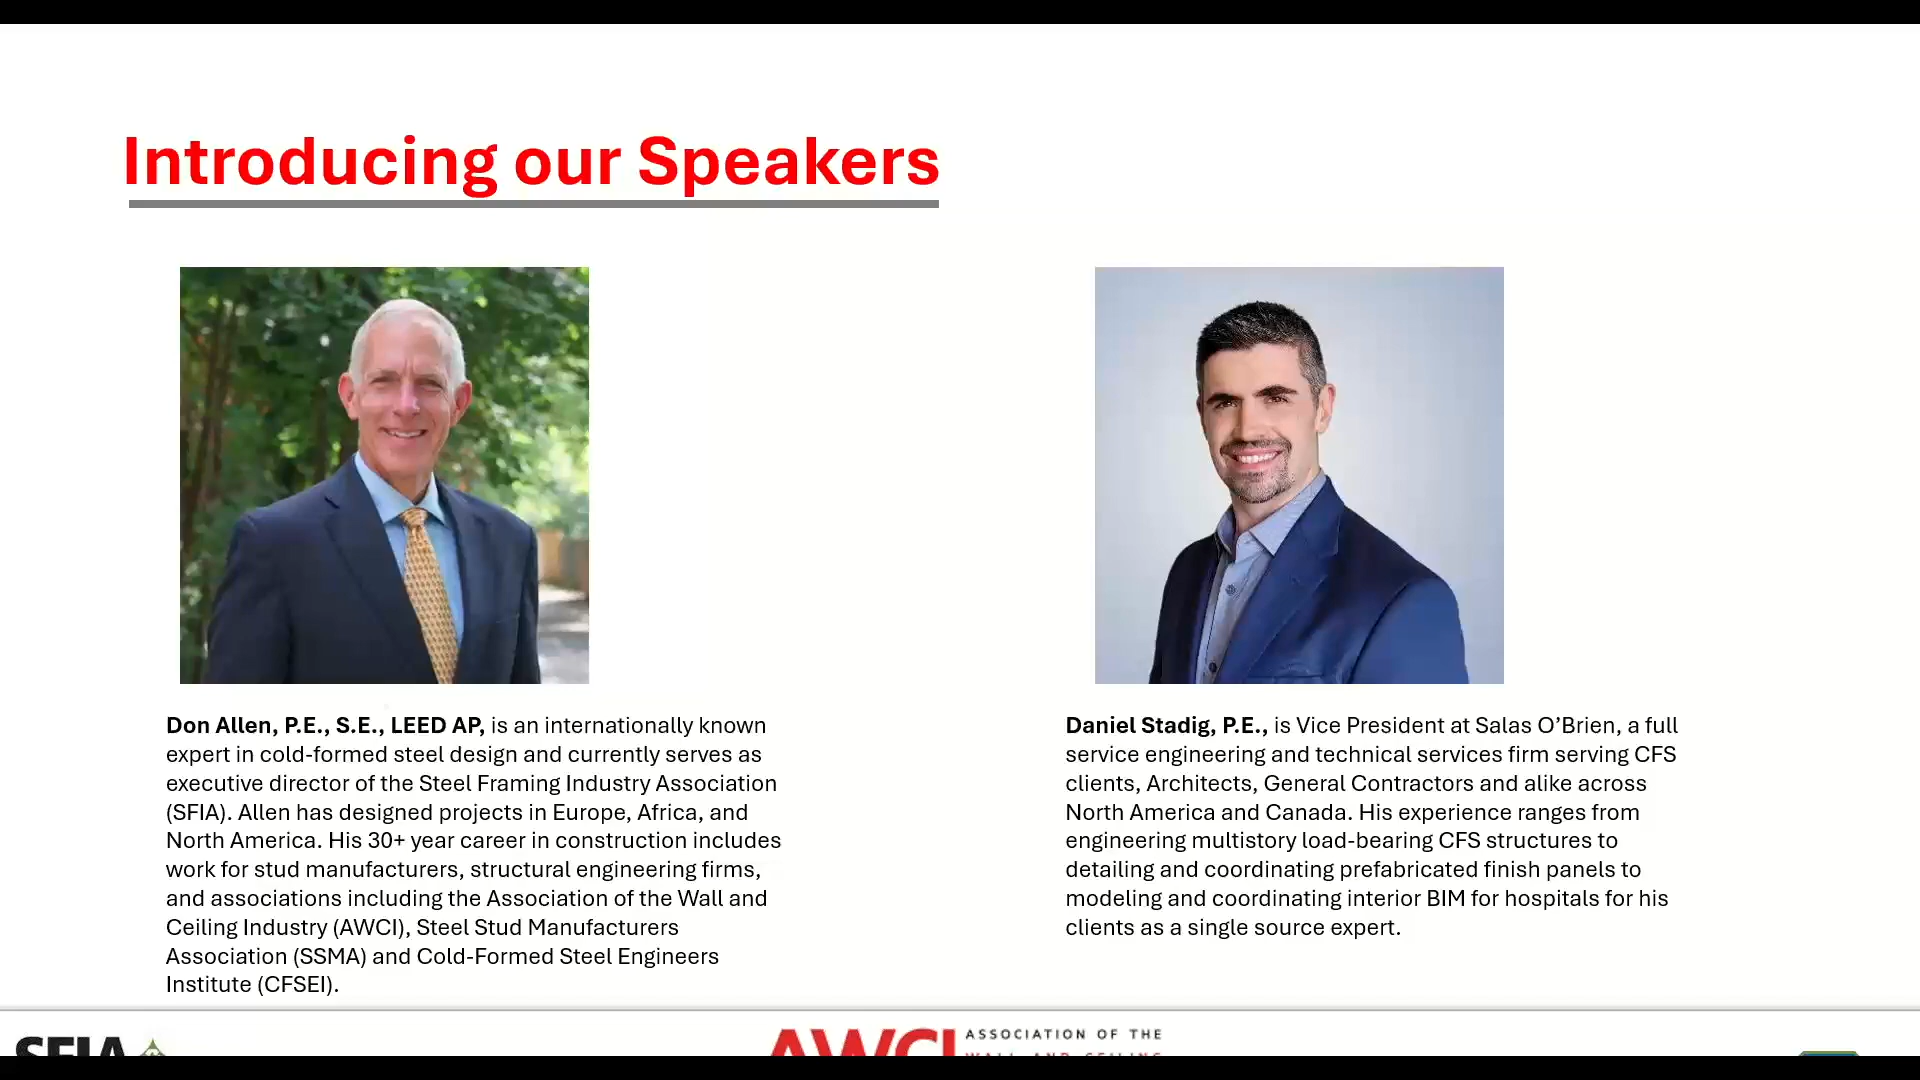 Introducing our Speakers
Don Allen, P.E., S.E., LEED AP, is an internationally known
expert in cold-formed steel design and currently serves as
executive director of the Steel Framing Industry Association
(SFIA). Allen has designed projects in Europe, Africa, and
North America. His 30+ year career in construction includes
work for stud manufacturers, structural engineering firms,
and associations including the Association of the Wall and
Ceiling Industry (AWCI), Steel Stud Manufacturers
Association (SSMA) and Cold-Formed Steel Engineers
Institute (CFSEI).
Daniel Stadig, P.E., is Vice President at Salas O’Brien, a full
service engineering and technical services firm serving CFS
clients, Architects, General Contractors and alike across
North America and Canada. His experience ranges from
engineering multistory load-bearing CFS structures to
detailing and coordinating prefabricated finish panels to
modeling and coordinating interior BIM for hospitals for his
clients as a single source expert.
SFIA
AWCI
ASSOCIATION OF THE
WALL AND CEILING